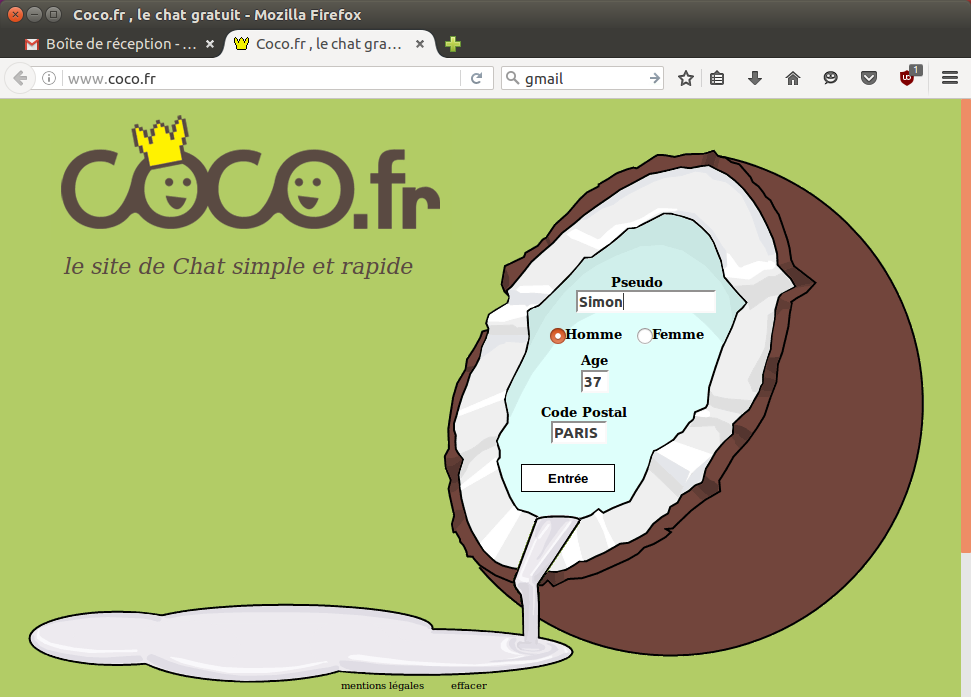 Coco.fr , le chat gratuit - Mozilla Firefox
Boîte de réception - ... × Coco.fr , le chat gra... ×
www.coco.fr gmail 1
coco.fr
le site de Chat simple et rapide
Pseudo
Simon
Homme Femme
Age
37
Code Postal
PARIS
Entrée
mentions légales effacer